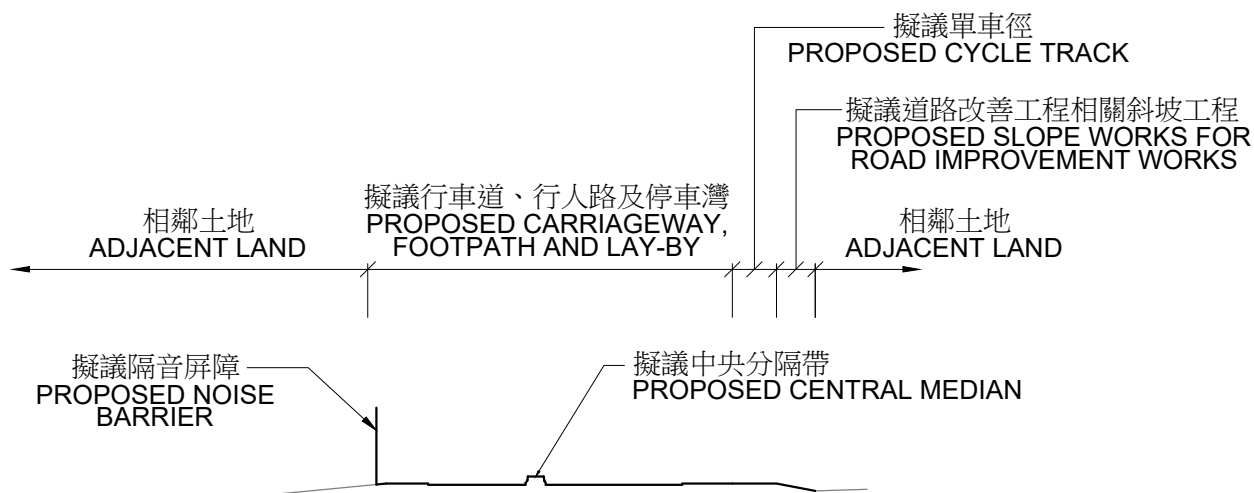 擬議單車徑
PROPOSED CYCLE TRACK
擬議道路改善工程相關斜坡工程
PROPOSED SLOPE WORKS FOR
ROAD IMPROVEMENT WORKS
相鄰土地
ADJACENT LAND
擬議行車道、行人路及停車灣
PROPOSED CARRIAGEWAY,
FOOTPATH AND LAY-BY
相鄰土地
ADJACENT LAND
擬議隔音屏障
PROPOSED NOISE
BARRIER
擬議中央分隔帶
PROPOSED CENTRAL MEDIAN